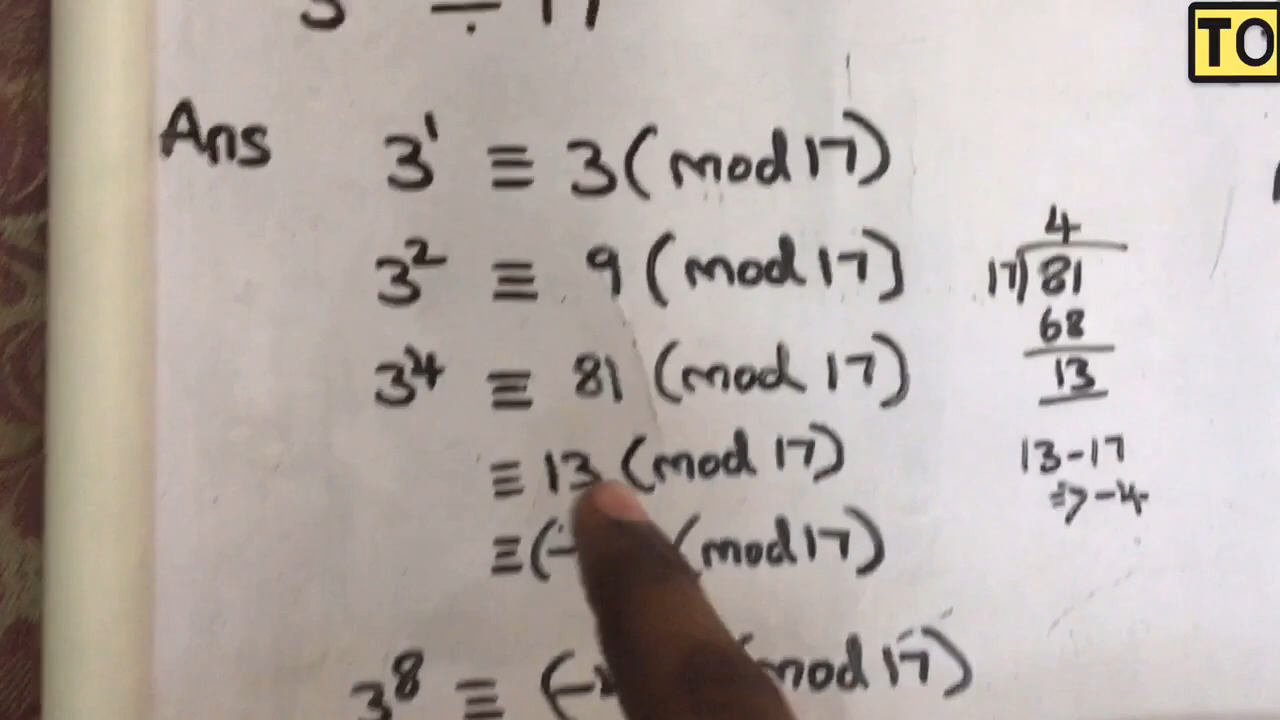 ÷ 17
TO
Ans 3¹ ≡ 3 (mod 17)
3² ≡ 9 (mod 17)
3⁴ ≡ 81 (mod 17)
≡ 13 (mod 17)
≡ (- (mod 17)
3⁸ ≡ (- mod 17)
4
17)81
68
13
13-17
⇒ -4